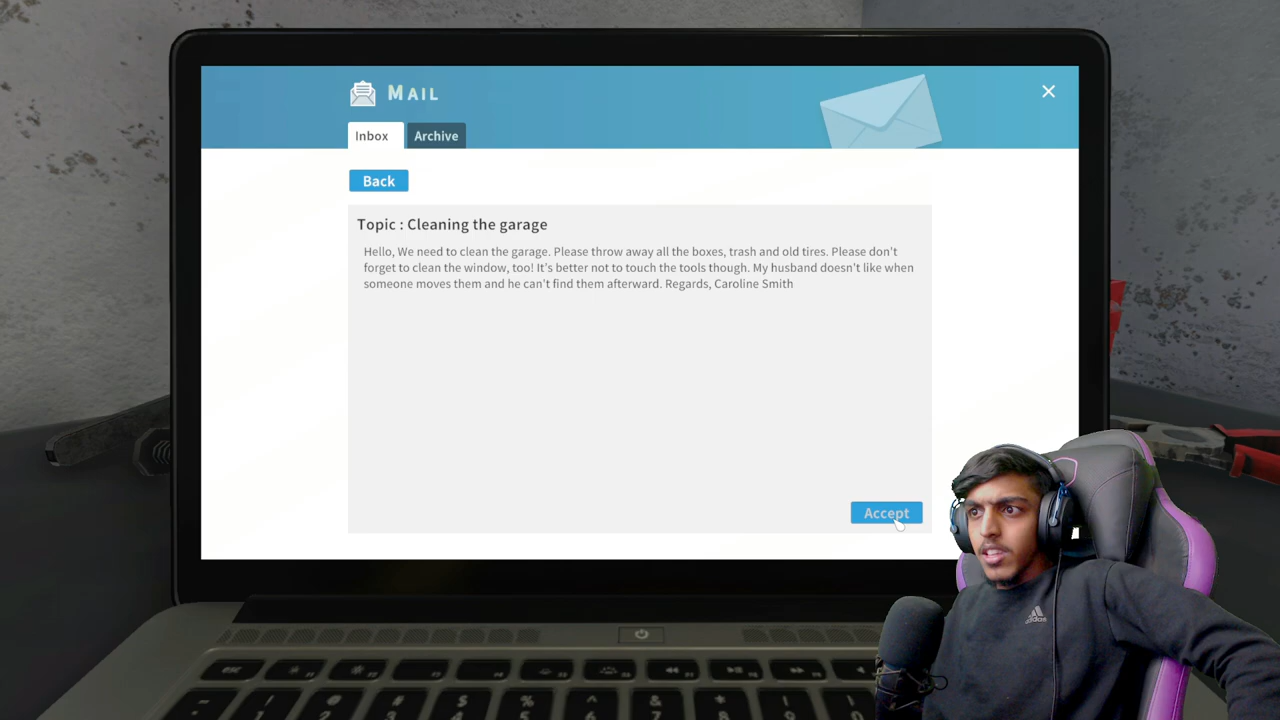 MAIL
Inbox
Archive
Back
Topic : Cleaning the garage
Hello, We need to clean the garage. Please throw away all the boxes, trash and old tires. Please don't
forget to clean the window, too! It's better not to touch the tools though. My husband doesn't like when
someone moves them and he can't find them afterward. Regards, Caroline Smith
Accept
adidas